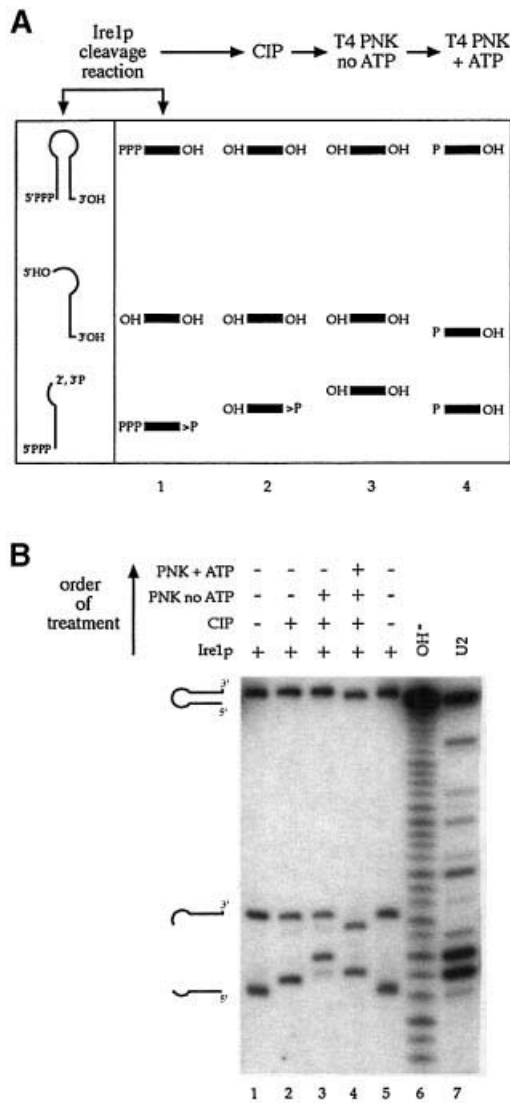 A
Ire1p
cleavage
reaction
CIP
T4 PNK
no ATP
T4 PNK
+ ATP
5'PPP
3'OH
PPP OH
OH OH
OH OH
P OH
5'HO
3'OH
OH OH
OH OH
OH OH
P OH
2', 3'P
5'PPP
PPP >P
OH >P
OH OH
P OH
1 2 3 4
B
order
of
treatment
PNK + ATP - - - + -
PNK no ATP - - + + -
CIP - + + + -
Ire1p + + + + +
OH-
U2
3'
5'
3'
5'
1 2 3 4 5 6 7